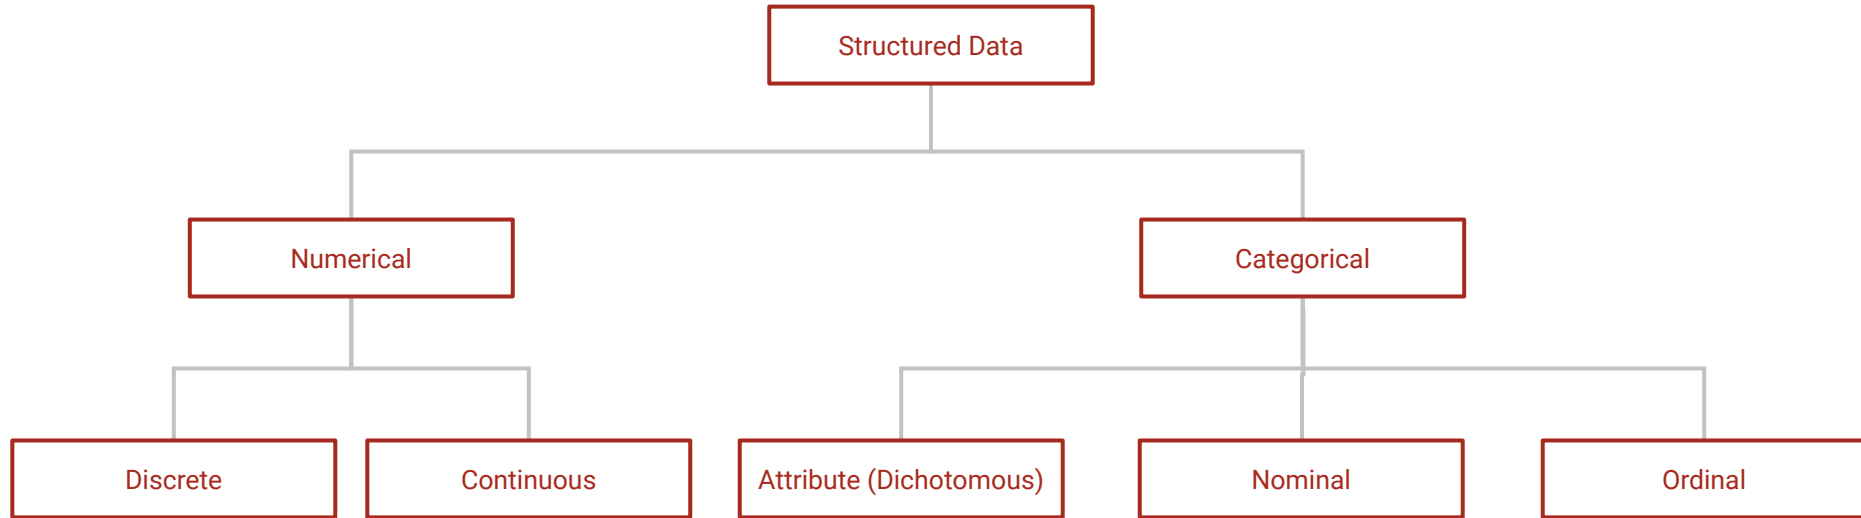 Structured Data
Numerical
Categorical
Discrete
Continuous
Attribute (Dichotomous)
Nominal
Ordinal